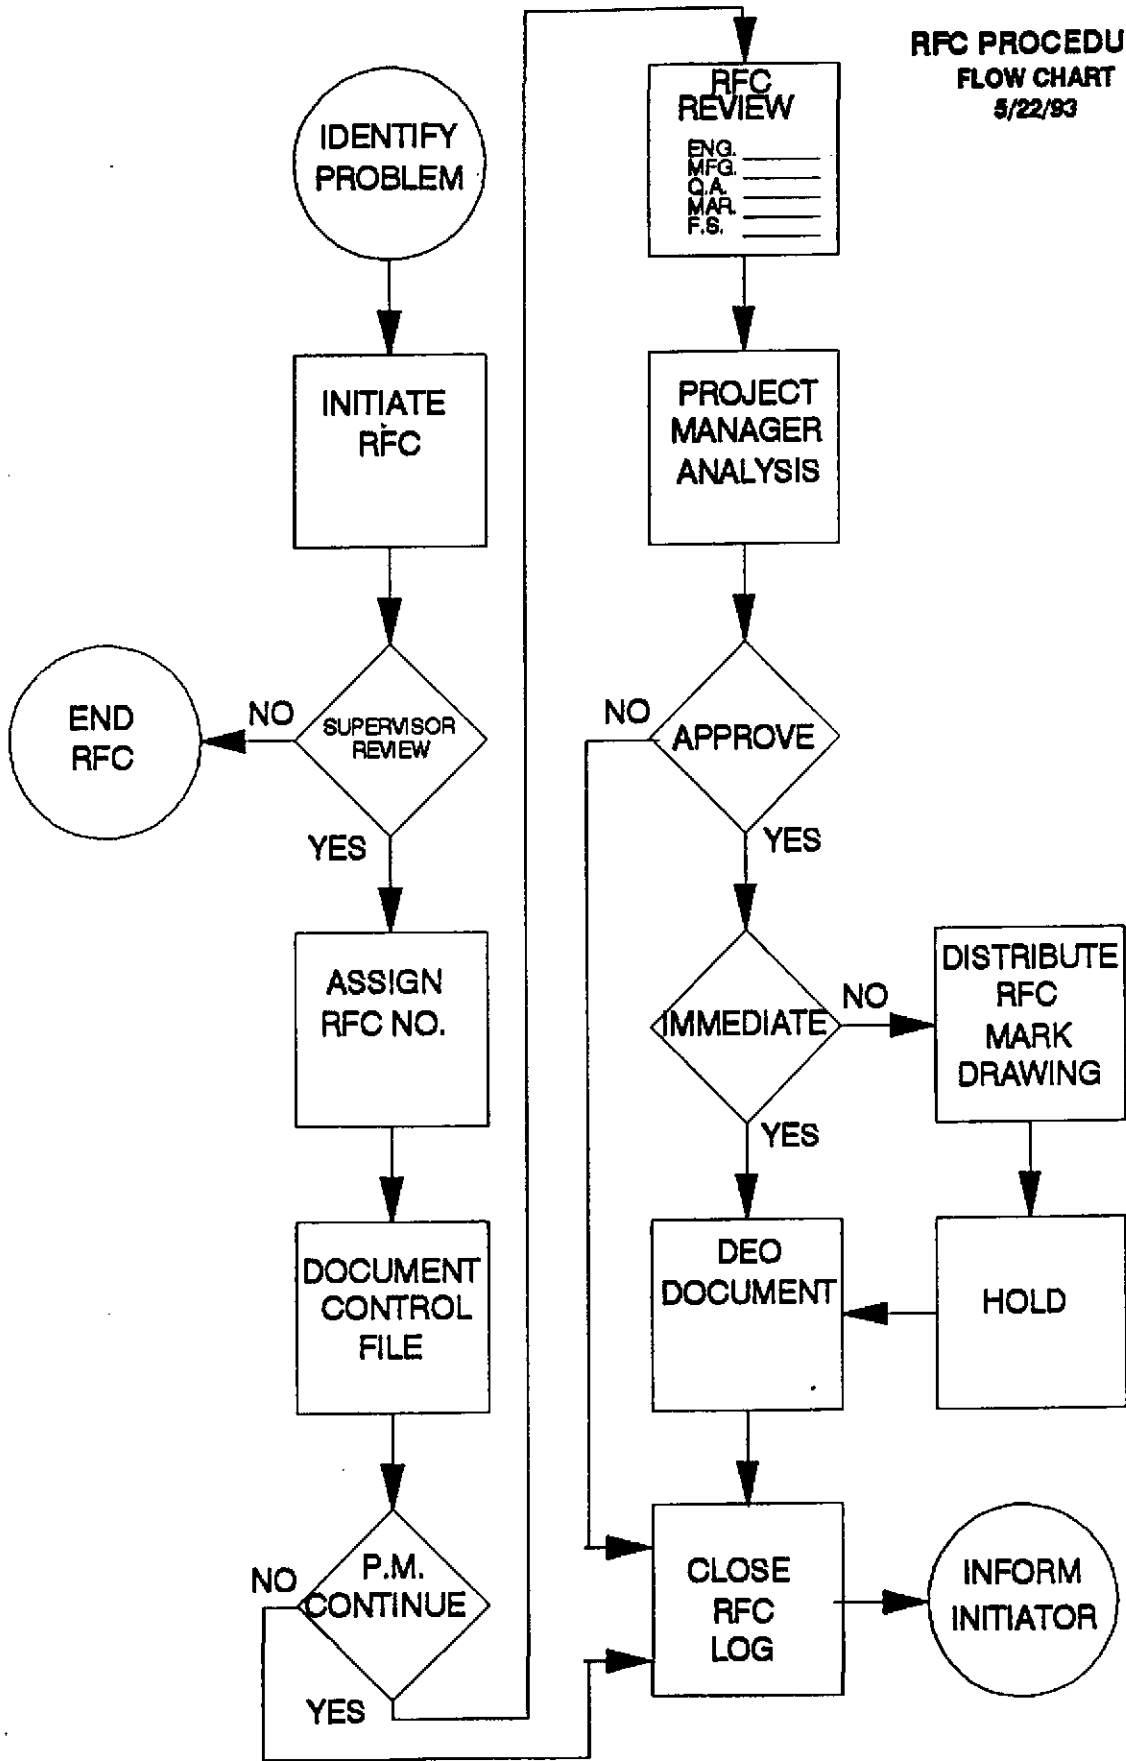 RFC PROCEDU
FLOW CHART
5/22/93
IDENTIFY
PROBLEM
INITIATE
RFC
SUPERVISOR
REVIEW
NO
END
RFC
YES
ASSIGN
RFC NO.
DOCUMENT
CONTROL
FILE
P.M.
CONTINUE
NO
YES
RFC
REVIEW
ENG.
MFG.
Q.A.
MAR.
F.S.
PROJECT
MANAGER
ANALYSIS
NO
APPROVE
YES
IMMEDIATE
NO
DISTRIBUTE
RFC
MARK
DRAWING
YES
DEO
DOCUMENT
HOLD
CLOSE
RFC
LOG
INFORM
INITIATOR